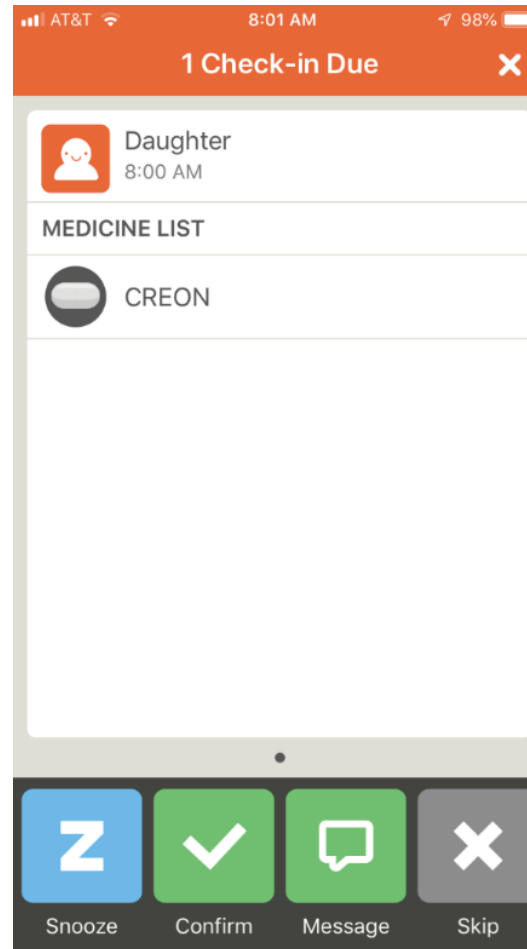 AT&T 8:01 AM 98%
1 Check-in Due
Daughter
8:00 AM
MEDICINE LIST
CREON
Z
Snooze Confirm Message Skip